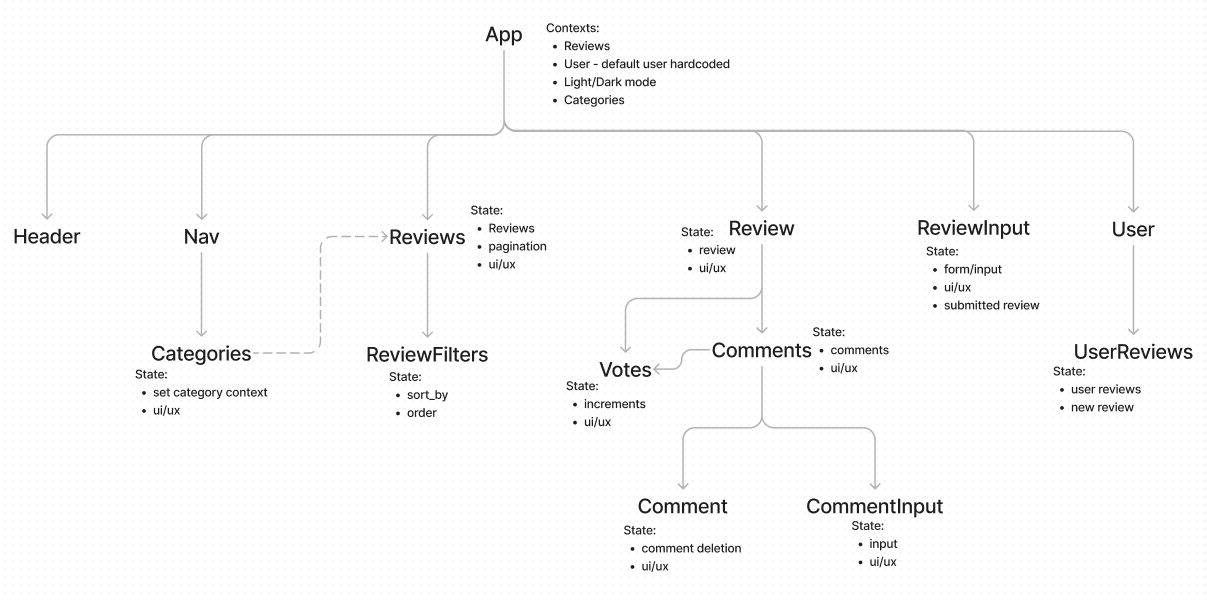 App
Contexts:
• Reviews
• User - default user hardcoded
• Light/Dark mode
• Categories
Header
Nav
Reviews
State:
• Reviews
• pagination
• ui/ux
Review
State:
• review
• ui/ux
ReviewInput
State:
• form/input
• ui/ux
• submitted review
User
Categories
State:
• set category context
• ui/ux
ReviewFilters
State:
• sort_by
• order
Votes
State:
• increments
• ui/ux
Comments
State:
• comments
• ui/ux
UserReviews
State:
• user reviews
• new review
Comment
State:
• comment deletion
• ui/ux
CommentInput
State:
• input
• ui/ux